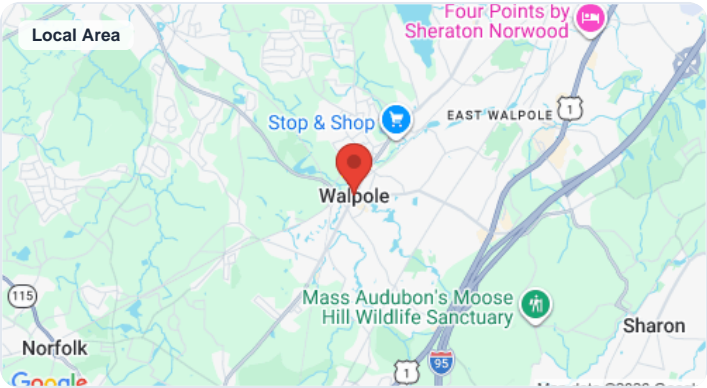 Local Area
Four Points by
Sheraton Norwood
1
Stop & Shop
EAST WALPOLE
Walpole
115
Mass Audubon's Moose
Hill Wildlife Sanctuary
Sharon
Norfolk
95
1
Google